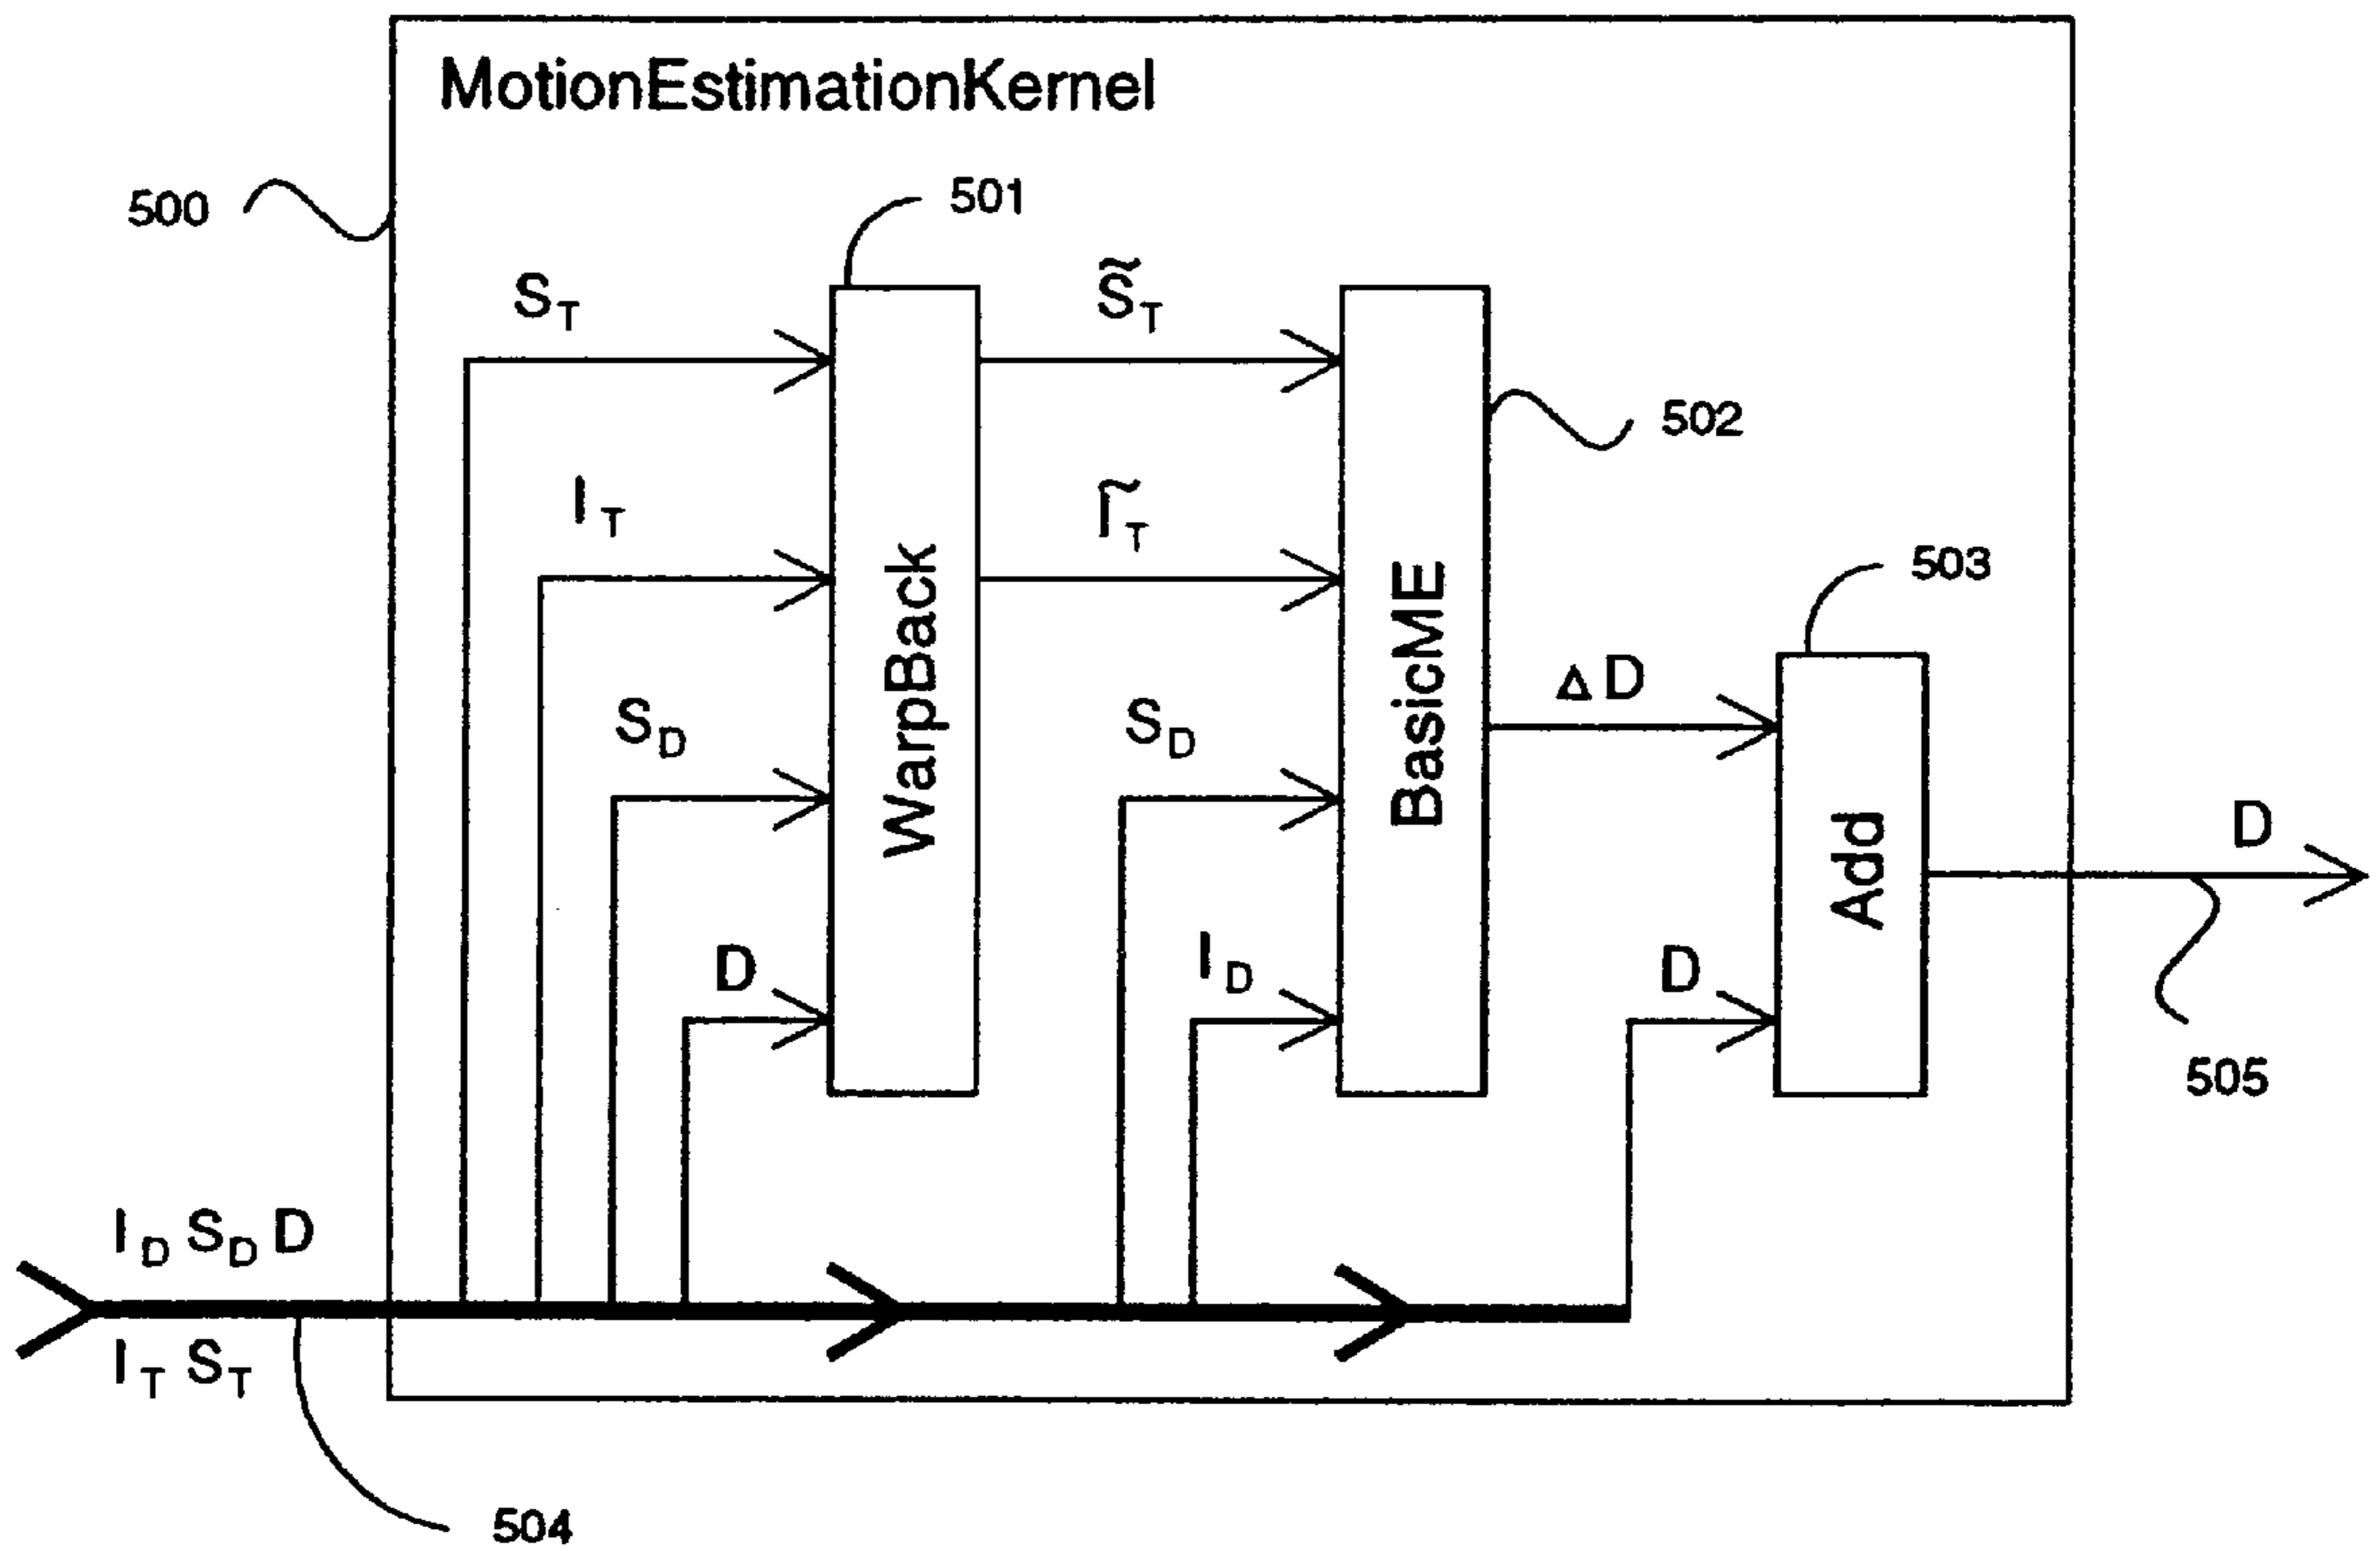 MotionEstimationKernel
500
501
S_T
S̃_T
502
I_T
Ĩ_T
503
S_D
S_D
Δ D
WarpBack
BasicME
Add
D
D
I_D
D
505
I_D S_D D
I_T S_T
504